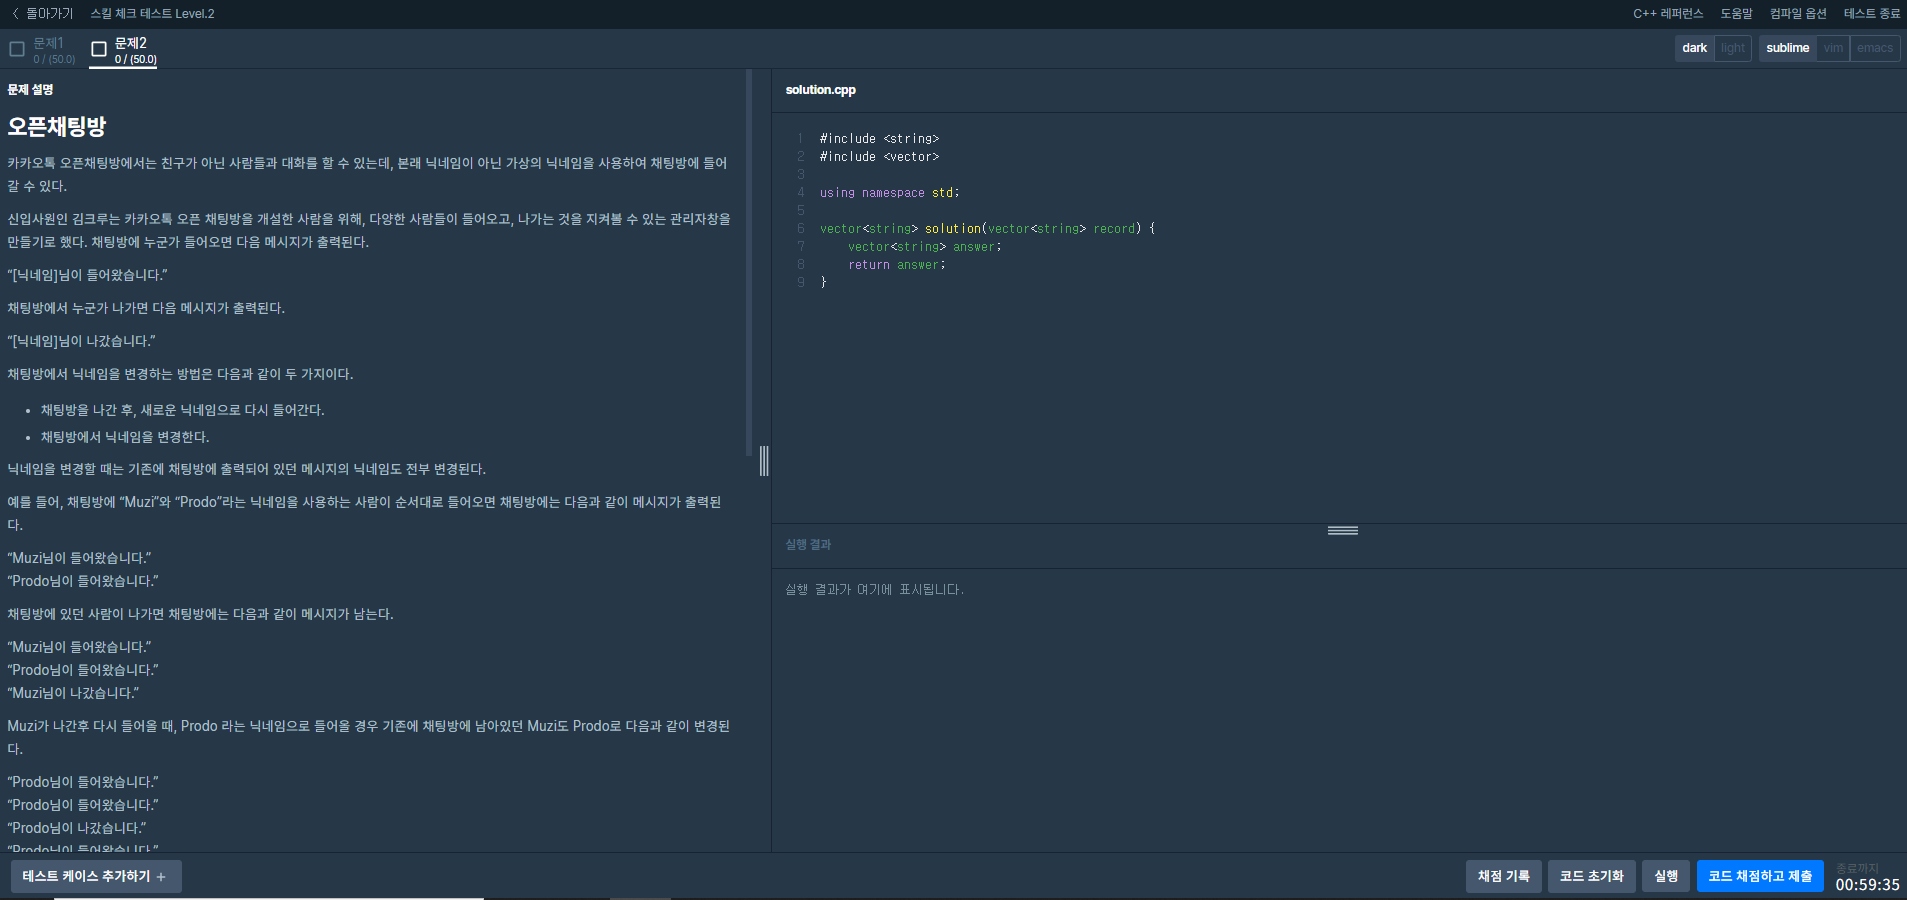 돌아가기 스킬 체크 테스트 Level.2
C++ 레퍼런스 도움말 컴파일 옵션 테스트 종료
문제1
0 / (50.0)
문제2
0 / (50.0)
dark light sublime vim emacs
문제 설명
오픈채팅방
카카오톡 오픈채팅방에서는 친구가 아닌 사람들과 대화를 할 수 있는데, 본래 닉네임이 아닌 가상의 닉네임을 사용하여 채팅방에 들어
갈 수 있다.
신입사원인 김크루는 카카오톡 오픈 채팅방을 개설한 사람을 위해, 다양한 사람들이 들어오고, 나가는 것을 지켜볼 수 있는 관리자창을
만들기로 했다. 채팅방에 누군가 들어오면 다음 메시지가 출력된다.
“[닉네임]님이 들어왔습니다.”
채팅방에서 누군가 나가면 다음 메시지가 출력된다.
“[닉네임]님이 나갔습니다.”
채팅방에서 닉네임을 변경하는 방법은 다음과 같이 두 가지이다.
• 채팅방을 나간 후, 새로운 닉네임으로 다시 들어간다.
• 채팅방에서 닉네임을 변경한다.
닉네임을 변경할 때는 기존에 채팅방에 출력되어 있던 메시지의 닉네임도 전부 변경된다.
예를 들어, 채팅방에 “Muzi”와 “Prodo”라는 닉네임을 사용하는 사람이 순서대로 들어오면 채팅방에는 다음과 같이 메시지가 출력된
다.
“Muzi님이 들어왔습니다.”
“Prodo님이 들어왔습니다.”
채팅방에 있던 사람이 나가면 채팅방에는 다음과 같이 메시지가 남는다.
“Muzi님이 들어왔습니다.”
“Prodo님이 들어왔습니다.”
“Muzi님이 나갔습니다.”
Muzi가 나간후 다시 들어올 때, Prodo 라는 닉네임으로 들어올 경우 기존에 채팅방에 남아있던 Muzi도 Prodo로 다음과 같이 변경된
다.
“Prodo님이 들어왔습니다.”
“Prodo님이 들어왔습니다.”
“Prodo님이 나갔습니다.”
“Prodo님이 들어왔습니다.”
solution.cpp
1 #include <string>
2 #include <vector>
3
4 using namespace std;
5
6 vector<string> solution(vector<string> record) {
7 vector<string> answer;
8 return answer;
9 }
실행 결과
실행 결과가 여기에 표시됩니다.
테스트 케이스 추가하기 +
채점 기록 코드 초기화 실행 코드 채점하고 제출
종료까지
00:59:35